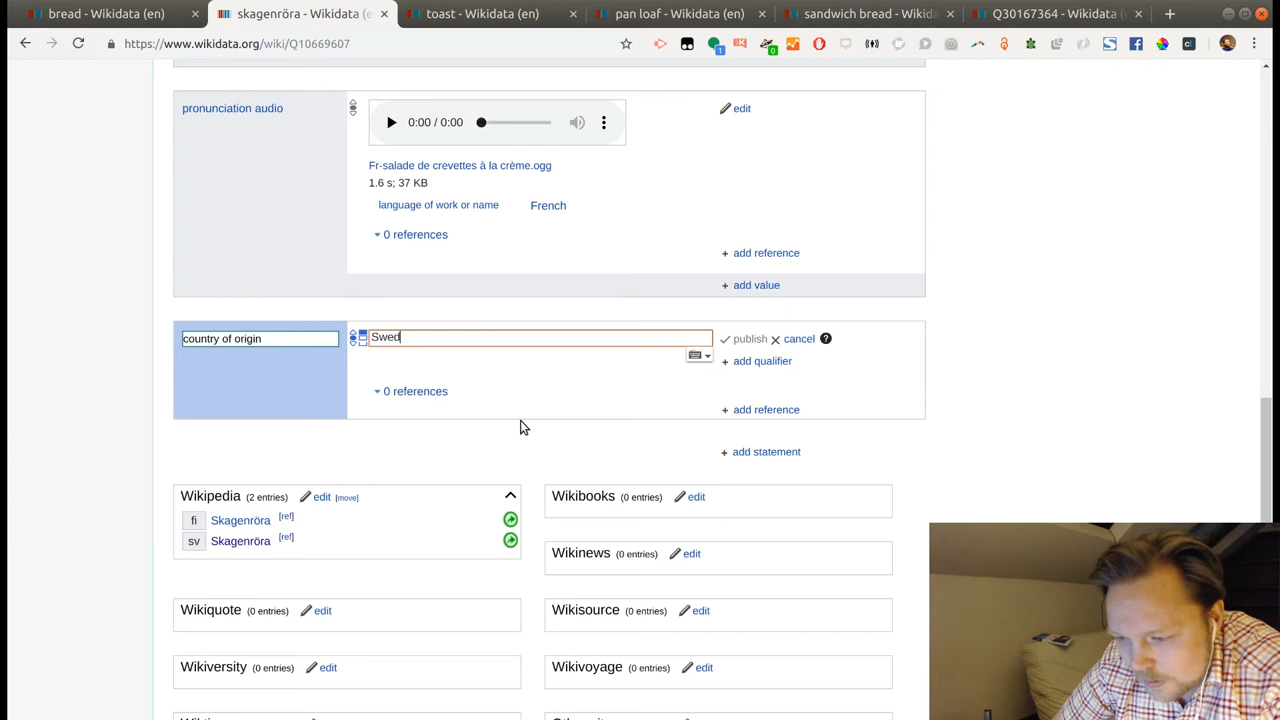 bread - Wikidata (en)
skagenröra - Wikidata (e
toast - Wikidata (en)
pan loaf - Wikidata (en)
sandwich bread - Wikidata
Q30167364 - Wikidata (en)
https://www.wikidata.org/wiki/Q10669607
1
0
pronunciation audio
0:00 / 0:00
edit
Fr-salade de crevettes à la crème.ogg
1.6 s; 37 KB
language of work or name French
0 references
+ add reference
+ add value
country of origin
Swed
publish cancel
+ add qualifier
0 references
+ add reference
+ add statement
Wikipedia (2 entries) edit [move]
fi Skagenröra [ref]
sv Skagenröra [ref]
Wikibooks (0 entries) edit
Wikinews (0 entries) edit
Wikiquote (0 entries) edit
Wikisource (0 entries) edit
Wikiversity (0 entries) edit
Wikivoyage (0 entries) edit